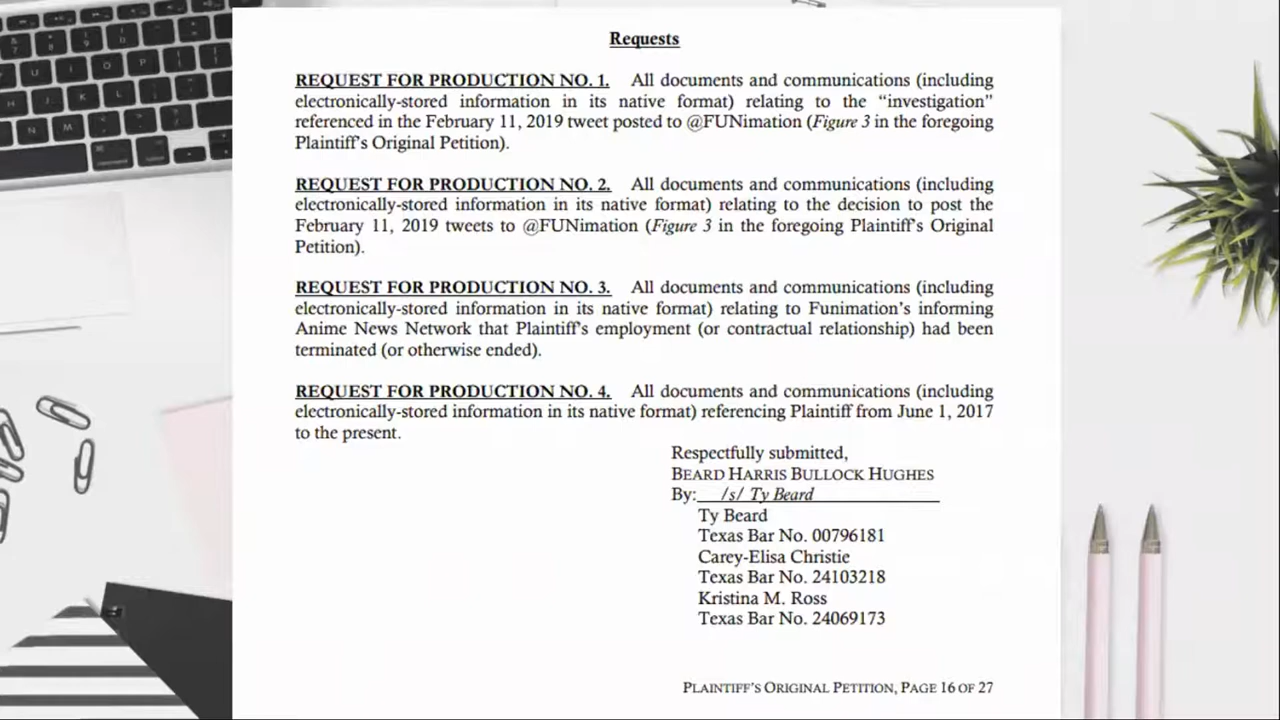 Requests
REQUEST FOR PRODUCTION NO. 1. All documents and communications (including
electronically-stored information in its native format) relating to the “investigation”
referenced in the February 11, 2019 tweet posted to @FUNimation (Figure 3 in the foregoing
Plaintiff’s Original Petition).
REQUEST FOR PRODUCTION NO. 2. All documents and communications (including
electronically-stored information in its native format) relating to the decision to post the
February 11, 2019 tweets to @FUNimation (Figure 3 in the foregoing Plaintiff’s Original
Petition).
REQUEST FOR PRODUCTION NO. 3. All documents and communications (including
electronically-stored information in its native format) relating to Funimation’s informing
Anime News Network that Plaintiff’s employment (or contractual relationship) had been
terminated (or otherwise ended).
REQUEST FOR PRODUCTION NO. 4. All documents and communications (including
electronically-stored information in its native format) referencing Plaintiff from June 1, 2017
to the present.
Respectfully submitted,
BEARD HARRIS BULLOCK HUGHES
By: /s/ Ty Beard
Ty Beard
Texas Bar No. 00796181
Carey-Elisa Christie
Texas Bar No. 24103218
Kristina M. Ross
Texas Bar No. 24069173
PLAINTIFF’S ORIGINAL PETITION, PAGE 16 OF 27